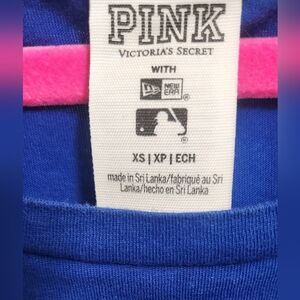 PINK
VICTORIA'S SECRET
WITH
NEW
ERA
XS | XP | ECH
made in Sri Lanka/fabriqué au Sri
Lanka/hecho en Sri Lanka